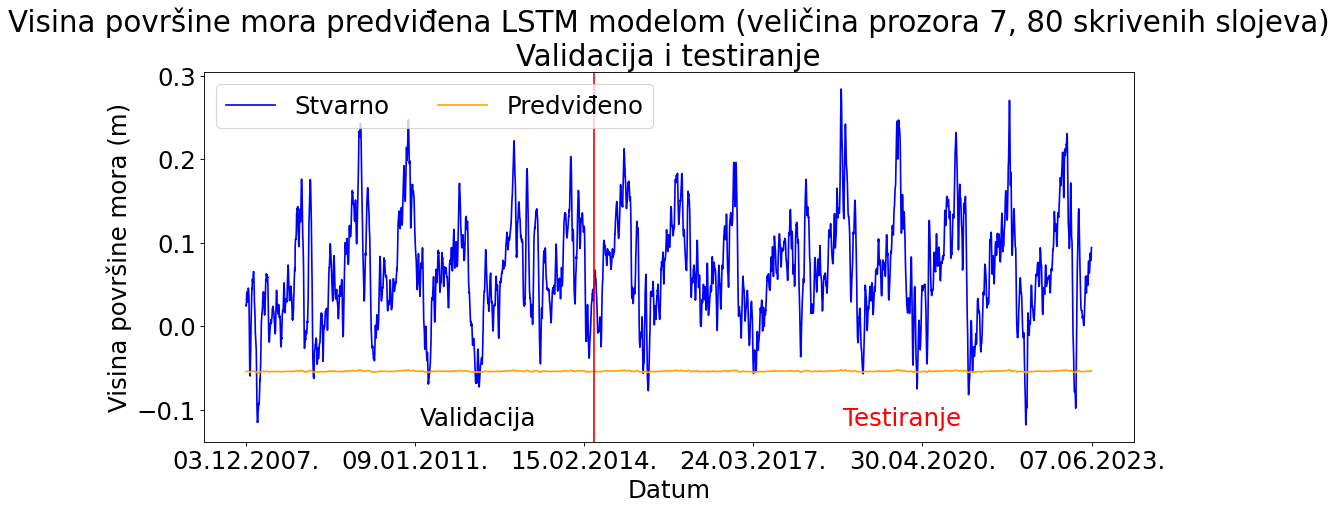 Visina površine mora predviđena LSTM modelom (veličina prozora 7, 80 skrivenih slojeva)
Validacija i testiranje
Stvarno
Predviđeno
Visina površine mora (m)
0.3
0.2
0.1
0.0
−0.1
Validacija
Testiranje
03.12.2007.
09.01.2011.
15.02.2014.
24.03.2017.
30.04.2020.
07.06.2023.
Datum